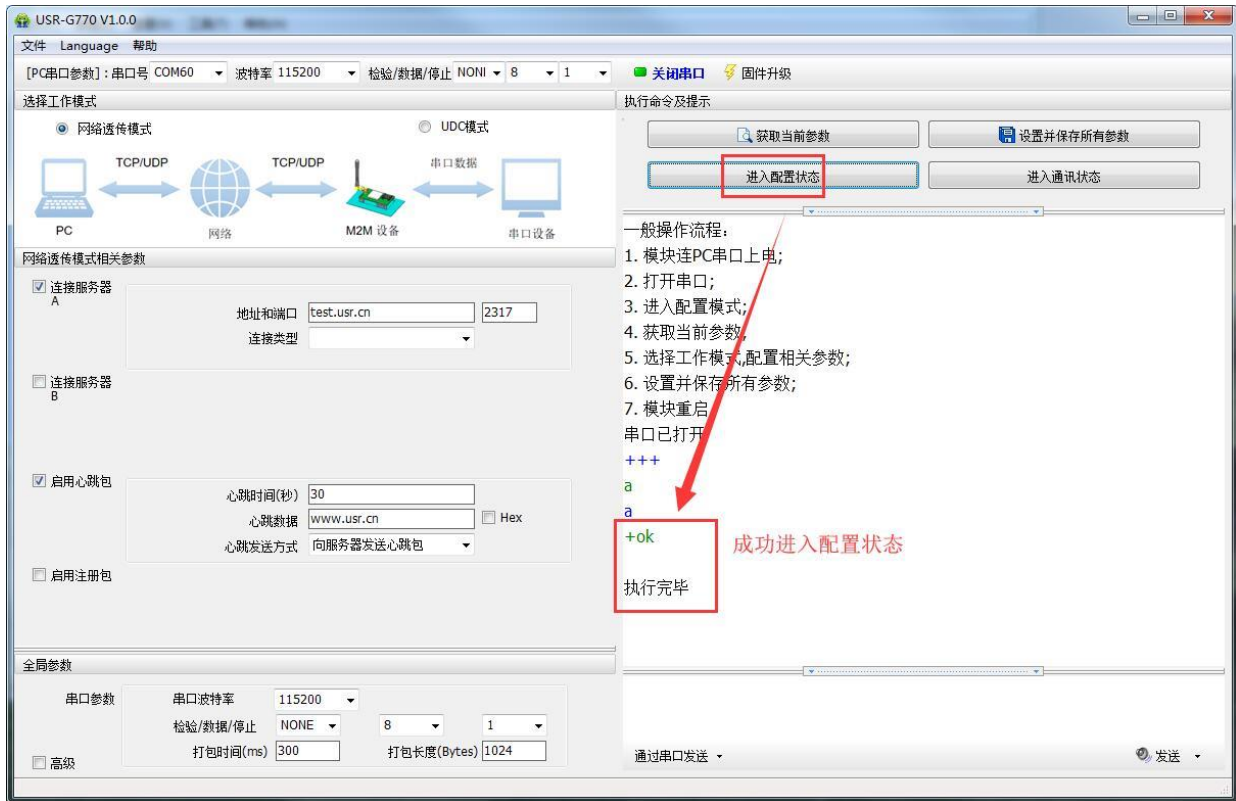 USR-G770 V1.0.0
文件 Language 帮助
[PC串口参数]：串口号 COM60 波特率 115200 检验/数据/停止 NONI 8 1 关闭串口 固件升级
选择工作模式
网络透传模式 UDC模式
TCP/UDP TCP/UDP 串口数据
PC 网络 M2M 设备 串口设备
网络透传模式相关参数
连接服务器
A
地址和端口 test.usr.cn 2317
连接类型
连接服务器
B
启用心跳包
心跳时间(秒) 30
心跳数据 www.usr.cn Hex
心跳发送方式 向服务器发送心跳包
启用注册包
全局参数
串口参数 串口波特率 115200
检验/数据/停止 NONE 8 1
打包时间(ms) 300 打包长度(Bytes) 1024
高级
执行命令及提示
获取当前参数 设置并保存所有参数
进入配置状态 进入通讯状态
一般操作流程：
1. 模块连PC串口上电;
2. 打开串口;
3. 进入配置模式;
4. 获取当前参数;
5. 选择工作模式,配置相关参数;
6. 设置并保存所有参数;
7. 模块重启
串口已打开
+++
a
a
+ok
成功进入配置状态
执行完毕
通过串口发送 发送